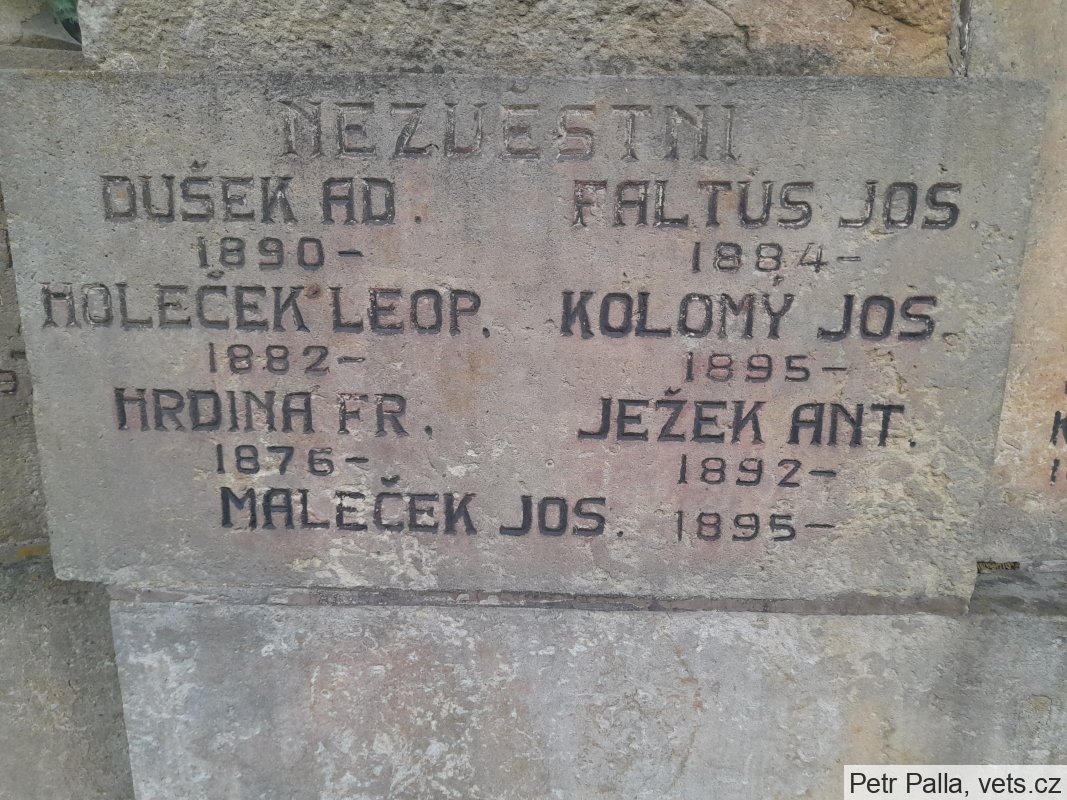 NEZVĚSTNI
DUŠEK AD. FALTUS JOS.
1890- 1884-
HOLEČEK LEOP. KOLOMÝ JOS.
1882- 1895-
HRDINA FR. JEŽEK ANT.
1876- 1892-
MALEČEK JOS. 1895-
Petr Palla, vets.cz